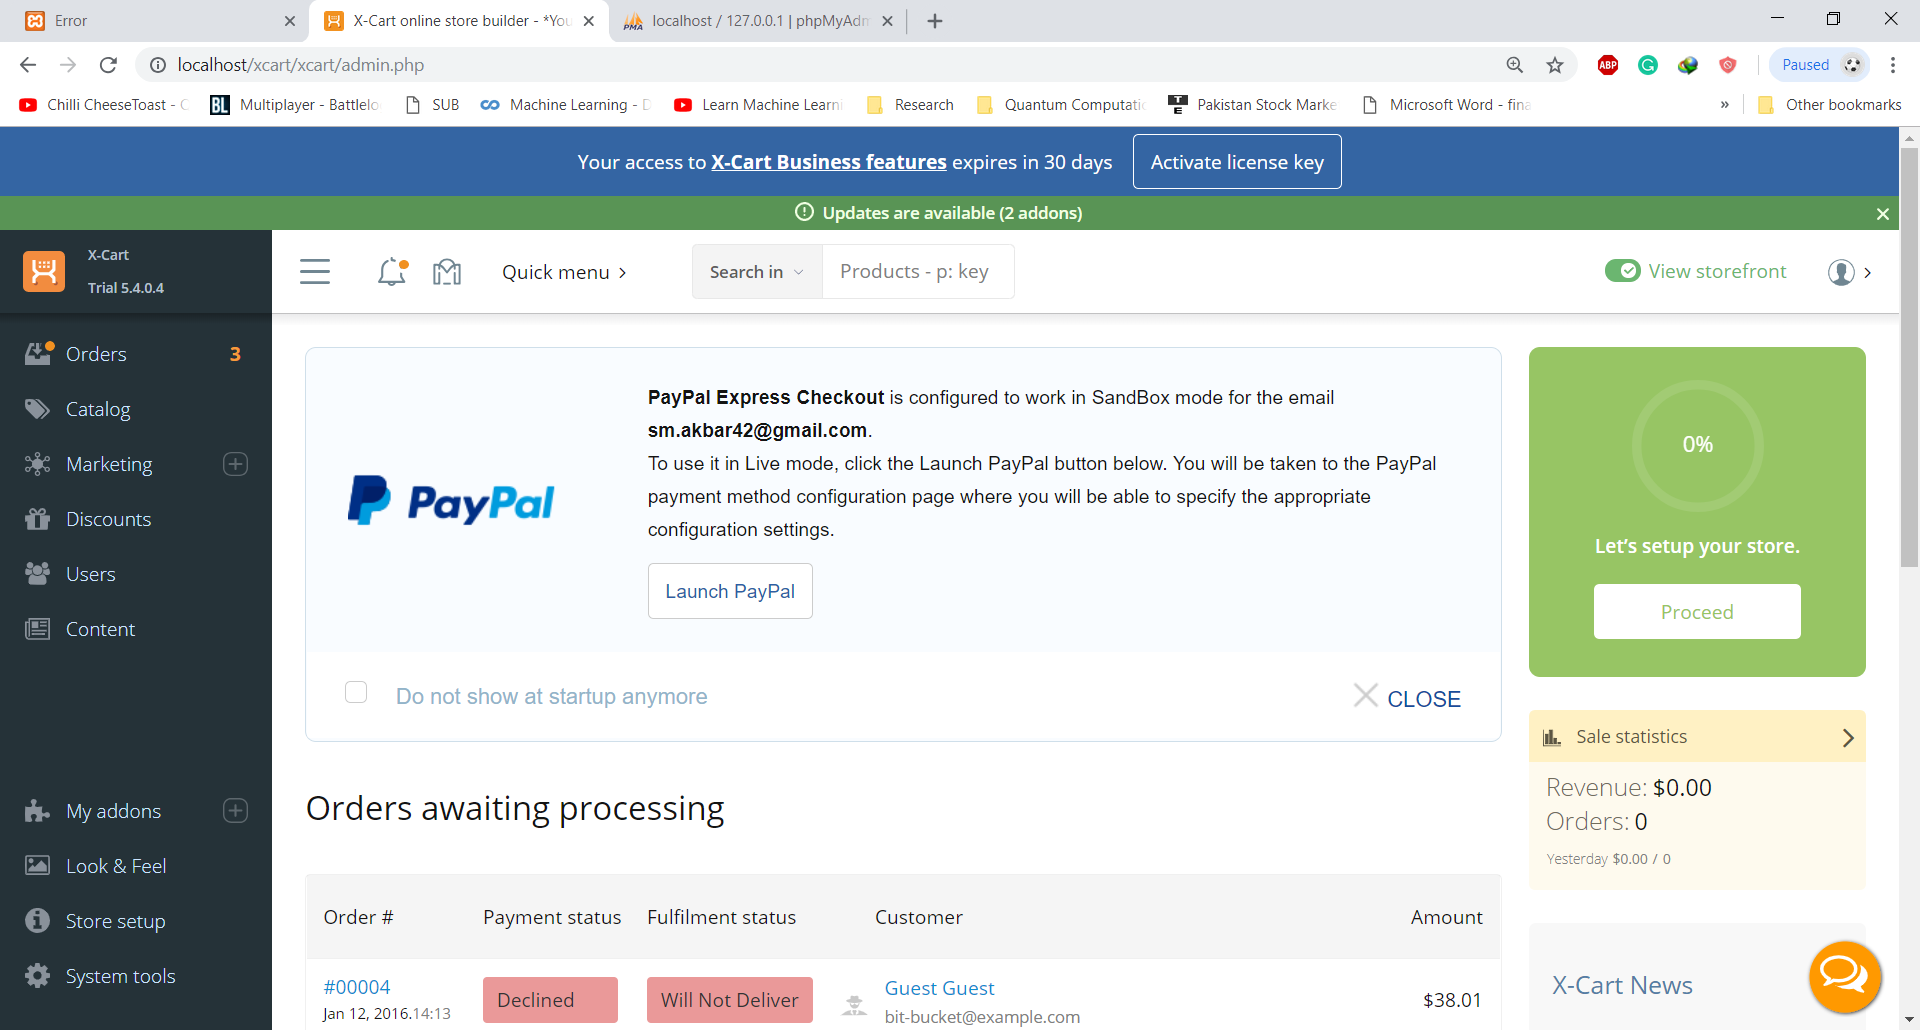 Error
X-Cart online store builder - *You
localhost / 127.0.0.1 | phpMyAdm
localhost/xcart/xcart/admin.php
ABP
Paused
Chilli CheeseToast - C
BL Multiplayer - Battlelo
SUB
Machine Learning - D
Learn Machine Learni
Research
Quantum Computatio
Pakistan Stock Marke
Microsoft Word - fina
»
Other bookmarks
Your access to X-Cart Business features expires in 30 days
Activate license key
Updates are available (2 addons)
X-Cart
Trial 5.4.0.4
Quick menu
Search in
Products - p: key
View storefront
Orders 3
Catalog
Marketing
Discounts
Users
Content
My addons
Look & Feel
Store setup
System tools
PayPal
PayPal Express Checkout is configured to work in SandBox mode for the email
sm.akbar42@gmail.com.
To use it in Live mode, click the Launch PayPal button below. You will be taken to the PayPal
payment method configuration page where you will be able to specify the appropriate
configuration settings.
Launch PayPal
Do not show at startup anymore
CLOSE
0%
Let's setup your store.
Proceed
Sale statistics
Revenue: $0.00
Orders: 0
Yesterday $0.00 / 0
X-Cart News
Orders awaiting processing
Order # Payment status Fulfilment status Customer Amount
#00004 Declined Will Not Deliver Guest Guest $38.01
Jan 12, 2016.14:13 bit-bucket@example.com